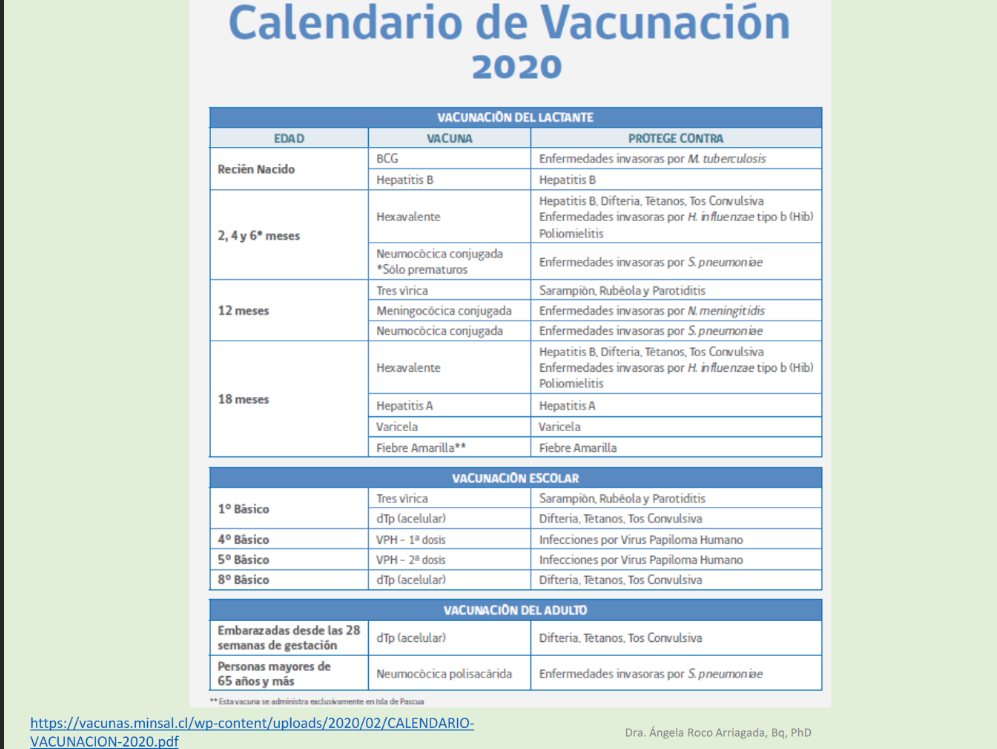 Calendario de Vacunación
2020
VACUNACIÓN DEL LACTANTE
EDAD VACUNA PROTEGE CONTRA
Recién Nacido
BCG Enfermedades invasoras por M. tuberculosis
Hepatitis B Hepatitis B
2, 4 y 6* meses
Hexavalente
Hepatitis B, Difteria, Tétanos, Tos Convulsiva
Enfermedades invasoras por H. influenzae tipo b (Hib)
Poliomielitis
Neumocócica conjugada
*Sólo prematuros
Enfermedades invasoras por S. pneumoniae
12 meses
Tres vírica Sarampión, Rubéola y Parotiditis
Meningocócica conjugada Enfermedades invasoras por N. meningitidis
Neumocócica conjugada Enfermedades invasoras por S. pneumoniae
18 meses
Hexavalente
Hepatitis B, Difteria, Tétanos, Tos Convulsiva
Enfermedades invasoras por H. influenzae tipo b (Hib)
Poliomielitis
Hepatitis A Hepatitis A
Varicela Varicela
Fiebre Amarilla** Fiebre Amarilla
VACUNACIÓN ESCOLAR
1º Básico
Tres vírica Sarampión, Rubéola y Parotiditis
dTp (acelular) Difteria, Tétanos, Tos Convulsiva
4º Básico VPH - 1ª dosis Infecciones por Virus Papiloma Humano
5º Básico VPH - 2ª dosis Infecciones por Virus Papiloma Humano
8º Básico dTp (acelular) Difteria, Tétanos, Tos Convulsiva
VACUNACIÓN DEL ADULTO
Embarazadas desde las 28
semanas de gestación
dTp (acelular) Difteria, Tétanos, Tos Convulsiva
Personas mayores de
65 años y más
Neumocócica polisacárida Enfermedades invasoras por S. pneumoniae
** Esta vacuna se administra exclusivamente en Isla de Pascua
https://vacunas.minsal.cl/wp-content/uploads/2020/02/CALENDARIO-
VACUNACION-2020.pdf
Dra. Ángela Roco Arriagada, Bq, PhD